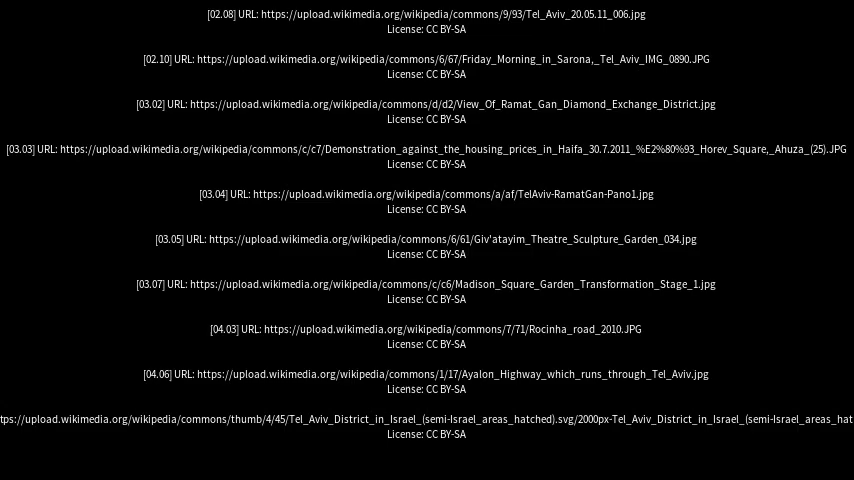 [02.08] URL: https://upload.wikimedia.org/wikipedia/commons/9/93/Tel_Aviv_20.05.11_006.jpg
License: CC BY-SA
[02.10] URL: https://upload.wikimedia.org/wikipedia/commons/6/67/Friday_Morning_in_Sarona,_Tel_Aviv_IMG_0890.JPG
License: CC BY-SA
[03.02] URL: https://upload.wikimedia.org/wikipedia/commons/d/d2/View_Of_Ramat_Gan_Diamond_Exchange_District.jpg
License: CC BY-SA
[03.03] URL: https://upload.wikimedia.org/wikipedia/commons/c/c7/Demonstration_against_the_housing_prices_in_Haifa_30.7.2011_%E2%80%93_Horev_Square,_Ahuza_(25).JPG
License: CC BY-SA
[03.04] URL: https://upload.wikimedia.org/wikipedia/commons/a/af/TelAviv-RamatGan-Pano1.jpg
License: CC BY-SA
[03.05] URL: https://upload.wikimedia.org/wikipedia/commons/6/61/Giv'atayim_Theatre_Sculpture_Garden_034.jpg
License: CC BY-SA
[03.07] URL: https://upload.wikimedia.org/wikipedia/commons/c/c6/Madison_Square_Garden_Transformation_Stage_1.jpg
License: CC BY-SA
[04.03] URL: https://upload.wikimedia.org/wikipedia/commons/7/71/Rocinha_road_2010.JPG
License: CC BY-SA
[04.06] URL: https://upload.wikimedia.org/wikipedia/commons/1/17/Ayalon_Highway_which_runs_through_Tel_Aviv.jpg
License: CC BY-SA
tps://upload.wikimedia.org/wikipedia/commons/thumb/4/45/Tel_Aviv_District_in_Israel_(semi-Israel_areas_hatched).svg/2000px-Tel_Aviv_District_in_Israel_(semi-Israel_areas_hat
License: CC BY-SA